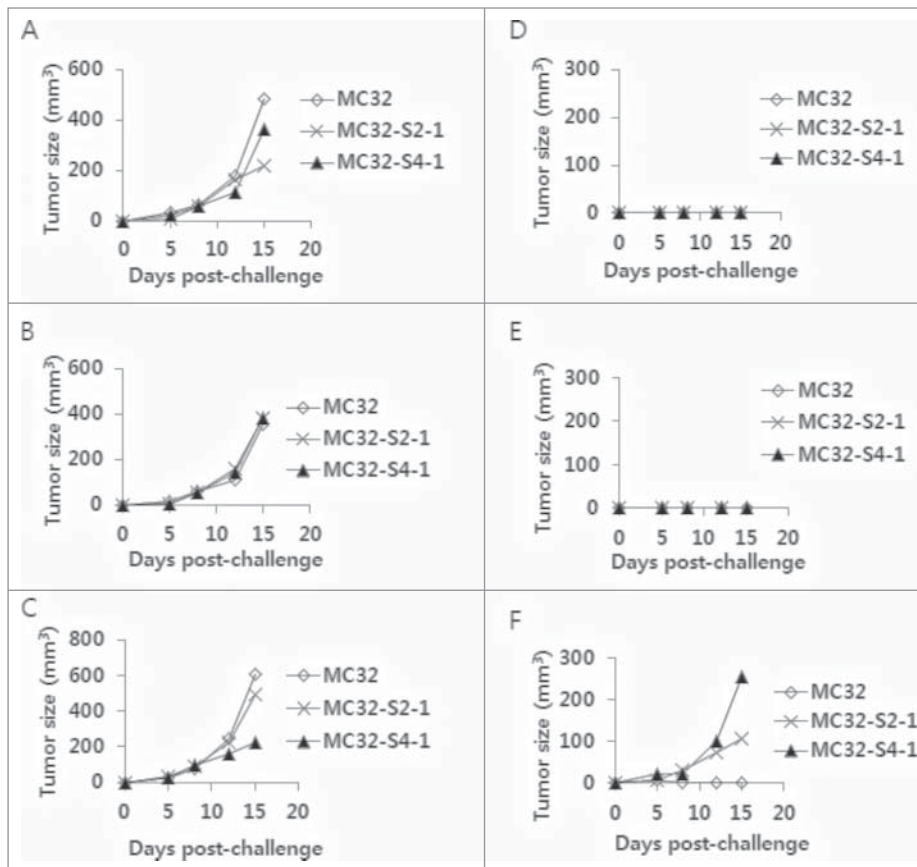 A
Tumor size (mm³)
600
400
200
0
0 5 10 15 20
Days post-challenge
MC32
MC32-S2-1
MC32-S4-1
D
Tumor size (mm³)
300
200
100
0
0 5 10 15 20
Days post-challenge
MC32
MC32-S2-1
MC32-S4-1
B
Tumor size (mm³)
600
400
200
0
0 5 10 15 20
Days post-challenge
MC32
MC32-S2-1
MC32-S4-1
E
Tumor size (mm³)
300
200
100
0
0 5 10 15 20
Days post-challenge
MC32
MC32-S2-1
MC32-S4-1
C
Tumor size (mm³)
800
600
400
200
0
0 5 10 15 20
Days post-challenge
MC32
MC32-S2-1
MC32-S4-1
F
Tumor size (mm³)
300
200
100
0
0 5 10 15 20
Days post-challenge
MC32
MC32-S2-1
MC32-S4-1